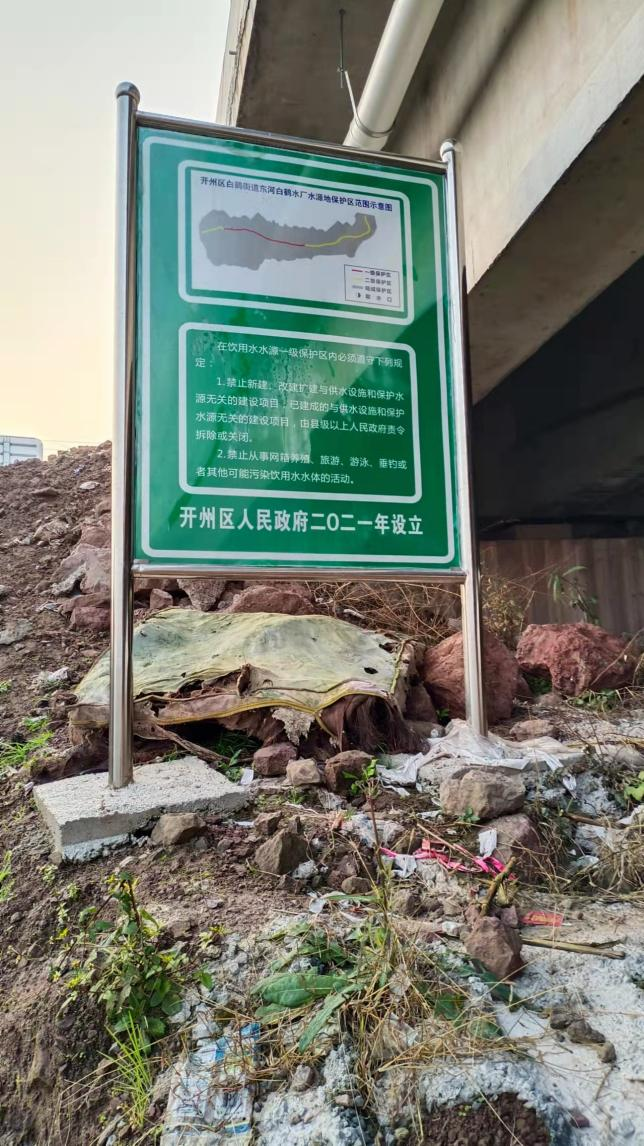 开州区白鹤街道东河白鹤水厂水源地保护区范围示意图
一级保护区
二级保护区
陆域保护区
取水口
在饮用水水源一级保护区内必须遵守下列规
定：
1.禁止新建、改建扩建与供水设施和保护水
源无关的建设项目，已建成的与供水设施和保护
水源无关的建设项目，由县级以上人民政府责令
拆除或关闭。
2.禁止从事网箱养殖、旅游、游泳、垂钓或
者其他可能污染饮用水水体的活动。
开州区人民政府二〇二一年设立